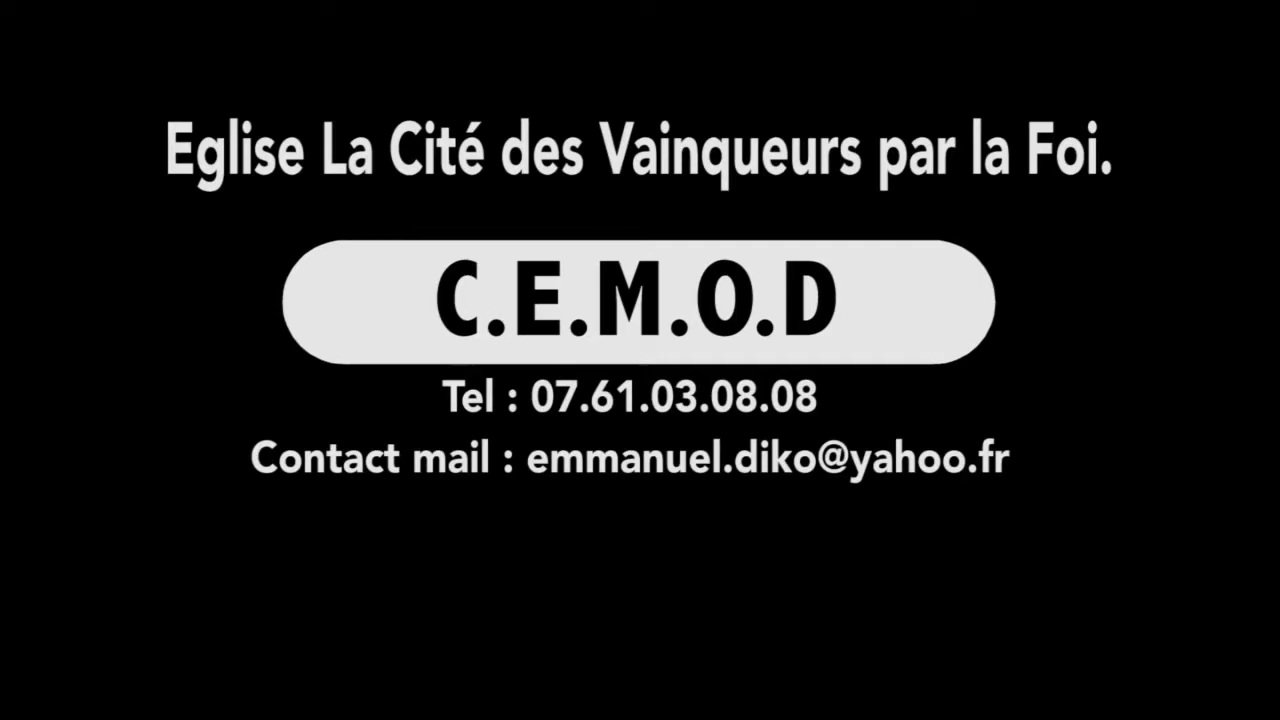 Eglise La Cité des Vainqueurs par la Foi.
C.E.M.O.D
Tel : 07.61.03.08.08
Contact mail : emmanuel.diko@yahoo.fr